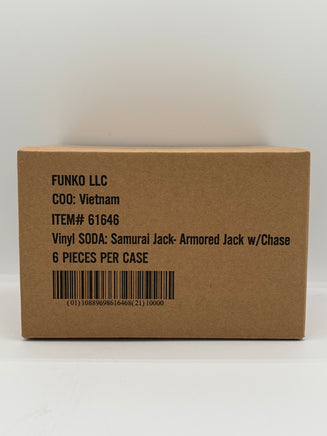 FUNKO LLC
COO: Vietnam
ITEM# 61646
Vinyl SODA: Samurai Jack- Armored Jack w/Chase
6 PIECES PER CASE
(01)10889698616468(21)10000